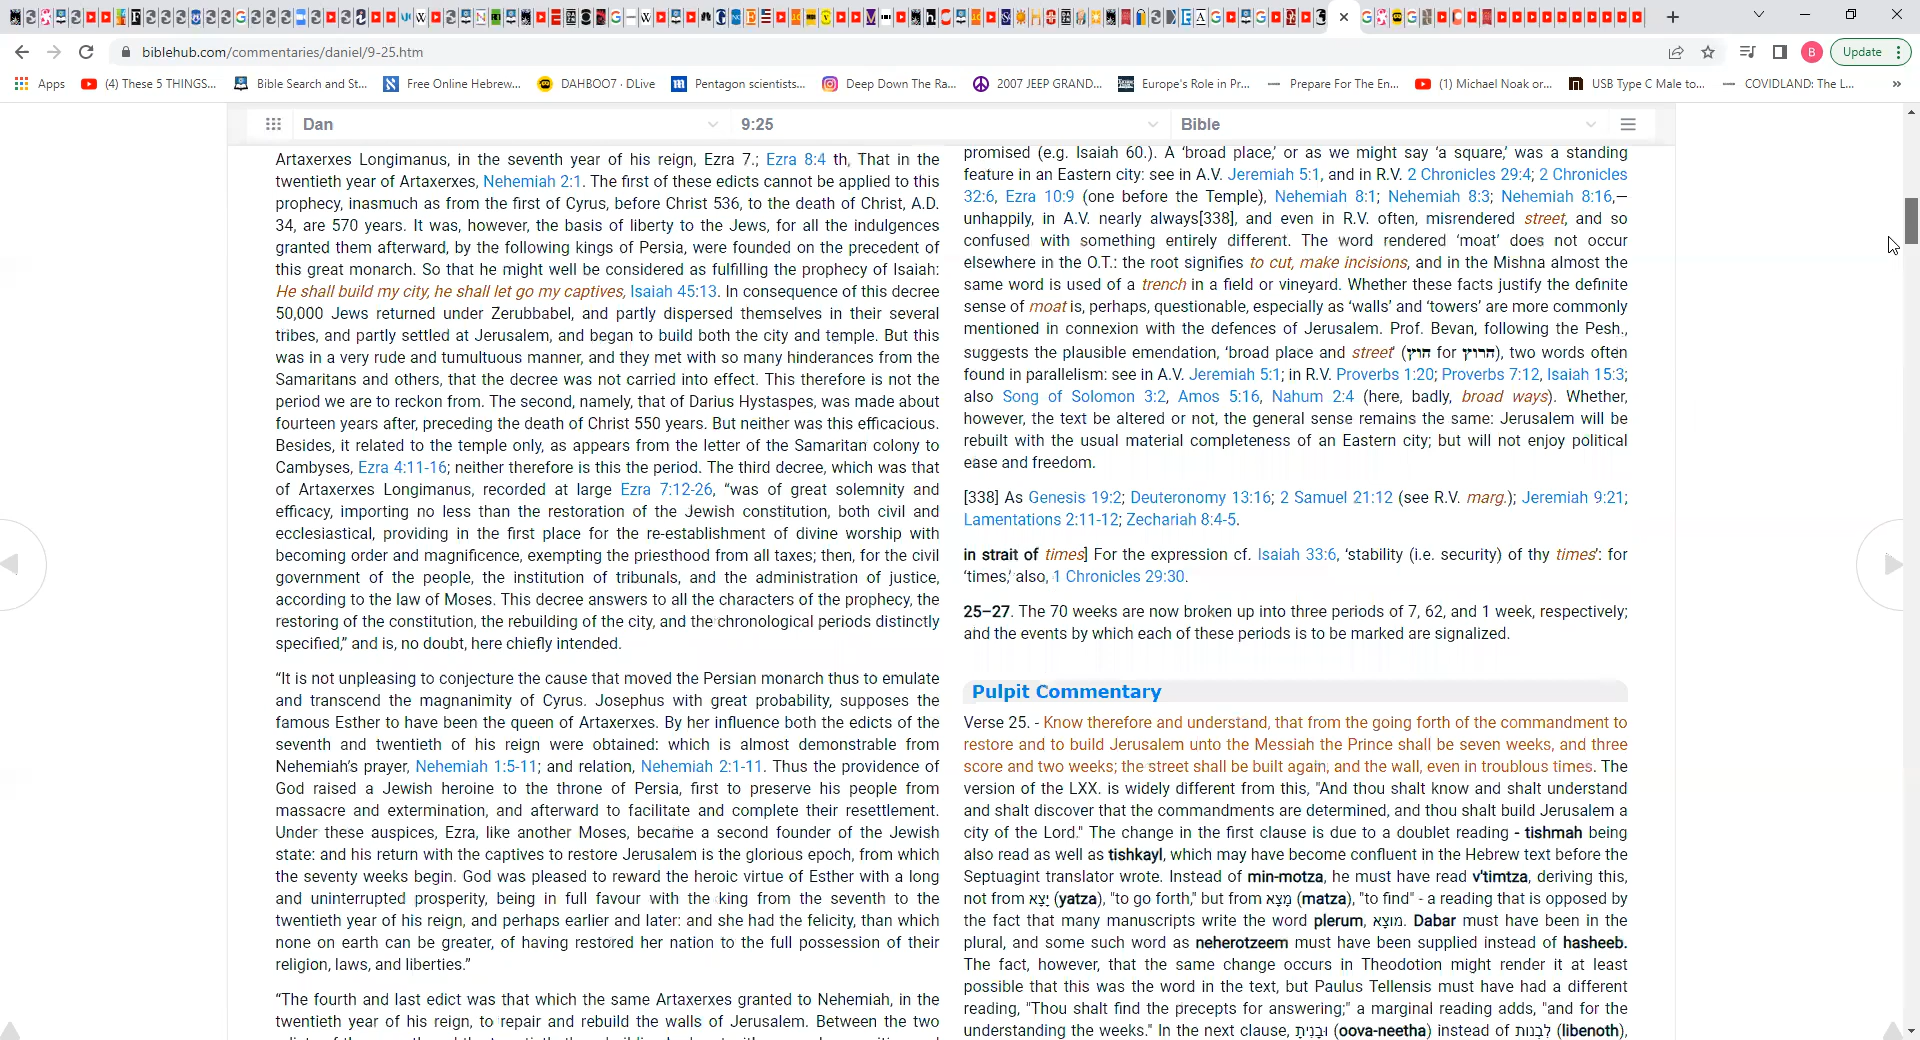 biblehub.com/commentaries/daniel/9-25.htm
B
Update
Apps
(4) These 5 THINGS...
Bible Search and St...
Free Online Hebrew...
DAHBOO7 · DLive
Pentagon scientists...
Deep Down The Ra...
2007 JEEP GRAND...
Europe's Role in Pr...
Prepare For The En...
(1) Michael Noak or...
USB Type C Male to...
COVIDLAND: The L...
»
Dan
9:25
Bible
Artaxerxes Longimanus, in the seventh year of his reign, Ezra 7.; Ezra 8:4 th, That in the
twentieth year of Artaxerxes, Nehemiah 2:1. The first of these edicts cannot be applied to this
prophecy, inasmuch as from the first of Cyrus, before Christ 536, to the death of Christ, A.D.
34, are 570 years. It was, however, the basis of liberty to the Jews, for all the indulgences
granted them afterward, by the following kings of Persia, were founded on the precedent of
this great monarch. So that he might well be considered as fulfilling the prophecy of Isaiah:
He shall build my city, he shall let go my captives, Isaiah 45:13. In consequence of this decree
50,000 Jews returned under Zerubbabel, and partly dispersed themselves in their several
tribes, and partly settled at Jerusalem, and began to build both the city and temple. But this
was in a very rude and tumultuous manner, and they met with so many hinderances from the
Samaritans and others, that the decree was not carried into effect. This therefore is not the
period we are to reckon from. The second, namely, that of Darius Hystaspes, was made about
fourteen years after, preceding the death of Christ 550 years. But neither was this efficacious.
Besides, it related to the temple only, as appears from the letter of the Samaritan colony to
Cambyses, Ezra 4:11-16; neither therefore is this the period. The third decree, which was that
of Artaxerxes Longimanus, recorded at large Ezra 7:12-26, “was of great solemnity and
efficacy, importing no less than the restoration of the Jewish constitution, both civil and
ecclesiastical, providing in the first place for the re-establishment of divine worship with
becoming order and magnificence, exempting the priesthood from all taxes; then, for the civil
government of the people, the institution of tribunals, and the administration of justice,
according to the law of Moses. This decree answers to all the characters of the prophecy, the
restoring of the constitution, the rebuilding of the city, and the chronological periods distinctly
specified,” and is, no doubt, here chiefly intended.
“It is not unpleasing to conjecture the cause that moved the Persian monarch thus to emulate
and transcend the magnanimity of Cyrus. Josephus with great probability, supposes the
famous Esther to have been the queen of Artaxerxes. By her influence both the edicts of the
seventh and twentieth of his reign were obtained: which is almost demonstrable from
Nehemiah’s prayer, Nehemiah 1:5-11; and relation, Nehemiah 2:1-11. Thus the providence of
God raised a Jewish heroine to the throne of Persia, first to preserve his people from
massacre and extermination, and afterward to facilitate and complete their resettlement.
Under these auspices, Ezra, like another Moses, became a second founder of the Jewish
state: and his return with the captives to restore Jerusalem is the glorious epoch, from which
the seventy weeks begin. God was pleased to reward the heroic virtue of Esther with a long
and uninterrupted prosperity, being in full favour with the king from the seventh to the
twentieth year of his reign, and perhaps earlier and later: and she had the felicity, than which
none on earth can be greater, of having restored her nation to the full possession of their
religion, laws, and liberties.”
“The fourth and last edict was that which the same Artaxerxes granted to Nehemiah, in the
twentieth year of his reign, to repair and rebuild the walls of Jerusalem. Between the two
promised (e.g. Isaiah 60.). A ‘broad place,’ or as we might say ‘a square,’ was a standing
feature in an Eastern city: see in A.V. Jeremiah 5:1, and in R.V. 2 Chronicles 29:4; 2 Chronicles
32:6, Ezra 10:9 (one before the Temple), Nehemiah 8:1; Nehemiah 8:3; Nehemiah 8:16,—
unhappily, in A.V. nearly always[338], and even in R.V. often, misrendered street, and so
confused with something entirely different. The word rendered ‘moat’ does not occur
elsewhere in the O.T.: the root signifies to cut, make incisions, and in the Mishna almost the
same word is used of a trench in a field or vineyard. Whether these facts justify the definite
sense of moat is, perhaps, questionable, especially as ‘walls’ and ‘towers’ are more commonly
mentioned in connexion with the defences of Jerusalem. Prof. Bevan, following the Pesh.,
suggests the plausible emendation, ‘broad place and street’ (חוץ for חרוץ), two words often
found in parallelism: see in A.V. Jeremiah 5:1; in R.V. Proverbs 1:20; Proverbs 7:12, Isaiah 15:3;
also Song of Solomon 3:2, Amos 5:16, Nahum 2:4 (here, badly, broad ways). Whether,
however, the text be altered or not, the general sense remains the same: Jerusalem will be
rebuilt with the usual material completeness of an Eastern city; but will not enjoy political
ease and freedom.
[338] As Genesis 19:2; Deuteronomy 13:16; 2 Samuel 21:12 (see R.V. marg.); Jeremiah 9:21;
Lamentations 2:11-12; Zechariah 8:4-5.
in strait of times] For the expression cf. Isaiah 33:6, ‘stability (i.e. security) of thy times’: for
‘times,’ also, 1 Chronicles 29:30.
25–27. The 70 weeks are now broken up into three periods of 7, 62, and 1 week, respectively;
and the events by which each of these periods is to be marked are signalized.
Pulpit Commentary
Verse 25. - Know therefore and understand, that from the going forth of the commandment to
restore and to build Jerusalem unto the Messiah the Prince shall be seven weeks, and three
score and two weeks; the street shall be built again, and the wall, even in troublous times. The
version of the LXX. is widely different from this, "And thou shalt know and shalt understand
and shalt discover that the commandments are determined, and thou shalt build Jerusalem a
city of the Lord." The change in the first clause is due to a doublet reading - tishmah being
also read as well as tishkayl, which may have become confluent in the Hebrew text before the
Septuagint translator wrote. Instead of min-motza, he must have read v'timtza, deriving this,
not from יָצָא (yatza), "to go forth," but from מָצָא (matza), "to find" - a reading that is opposed by
the fact that many manuscripts write the word plerum, מוצָא. Dabar must have been in the
plural, and some such word as neherotzeem must have been supplied instead of hasheeb.
The fact, however, that the same change occurs in Theodotion might render it at least
possible that this was the word in the text, but Paulus Tellensis must have had a different
reading, "Thou shalt find the precepts for answering;" a marginal reading adds, "and for the
understanding the weeks." In the next clause, וּבָנִיתָ (oova-neetha) instead of לִבְנות (libenoth),